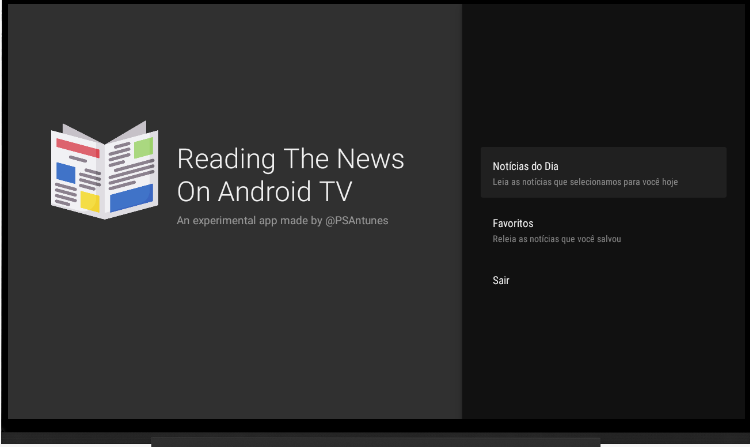 Reading The News
On Android TV
An experimental app made by @PSAntunes
Notícias do Dia
Leia as notícias que selecionamos para você hoje
Favoritos
Releia as notícias que você salvou
Sair